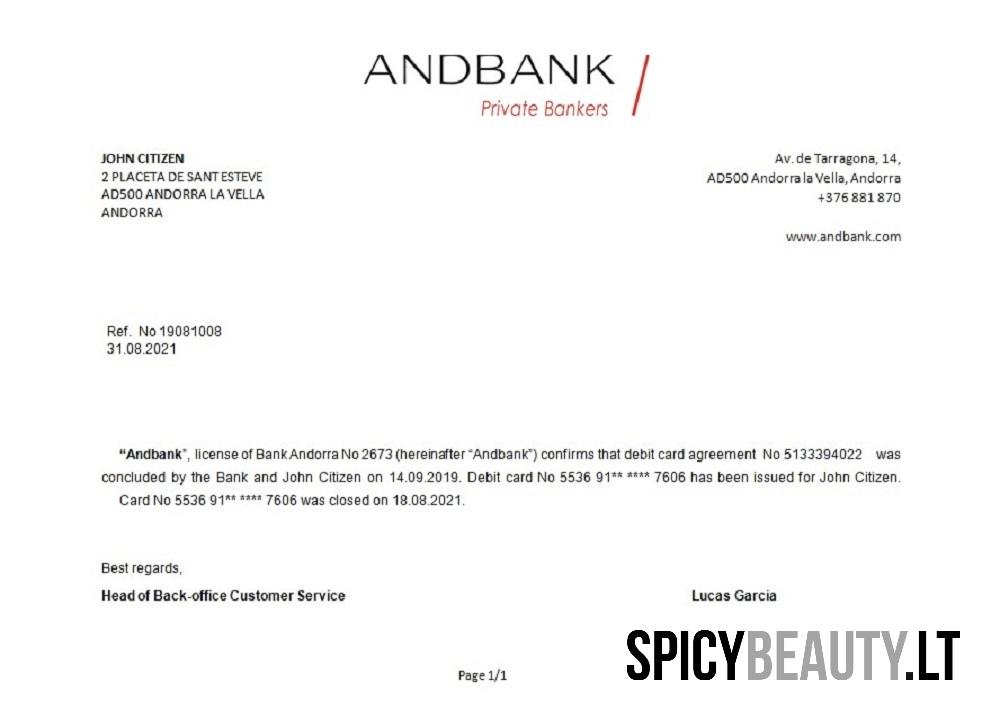 ANDBANK
Private Bankers
JOHN CITIZEN
2 PLACETA DE SANT ESTEVE
AD500 ANDORRA LA VELLA
ANDORRA
Av. de Tarragona, 14,
AD500 Andorra la Vella, Andorra
+376 881 870
www.andbank.com
Ref. No 19081008
31.08.2021
“Andbank”, license of Bank Andorra No 2673 (hereinafter “Andbank”) confirms that debit card agreement No 5133394022 was
concluded by the Bank and John Citizen on 14.09.2019. Debit card No 5536 91** **** 7606 has been issued for John Citizen.
Card No 5536 91** **** 7606 was closed on 18.08.2021.
Best regards,
Head of Back-office Customer Service
Lucas Garcia
SPICYBEAUTY.LT
Page 1/1